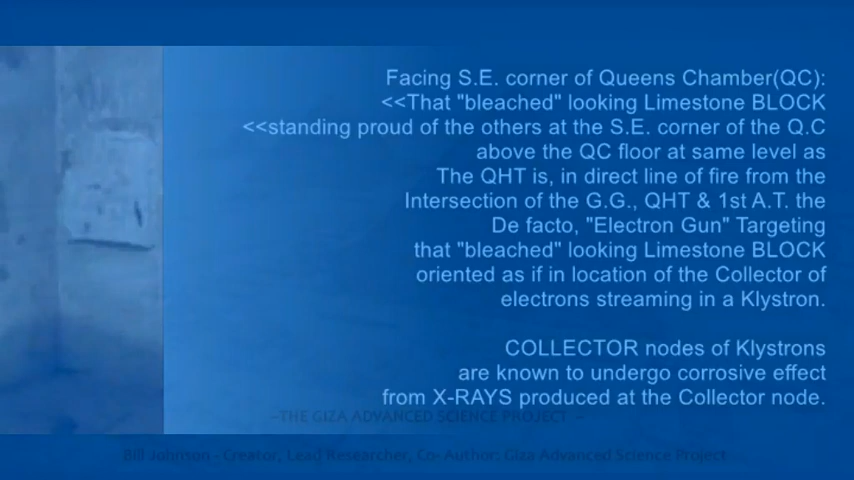 Facing S.E. corner of Queens Chamber(QC):
<<That "bleached" looking Limestone BLOCK
<<standing proud of the others at the S.E. corner of the Q.C
above the QC floor at same level as
The QHT is, in direct line of fire from the
Intersection of the G.G., QHT & 1st A.T. the
De facto, "Electron Gun" Targeting
that "bleached" looking Limestone BLOCK
oriented as if in location of the Collector of
electrons streaming in a Klystron.
COLLECTOR nodes of Klystrons
are known to undergo corrosive effect
from X-RAYS produced at the Collector node.
~THE GIZA ADVANCED SCIENCE PROJECT ~
Bill Johnson - Creator, Lead Researcher, Co- Author; Giza Advanced Science Project